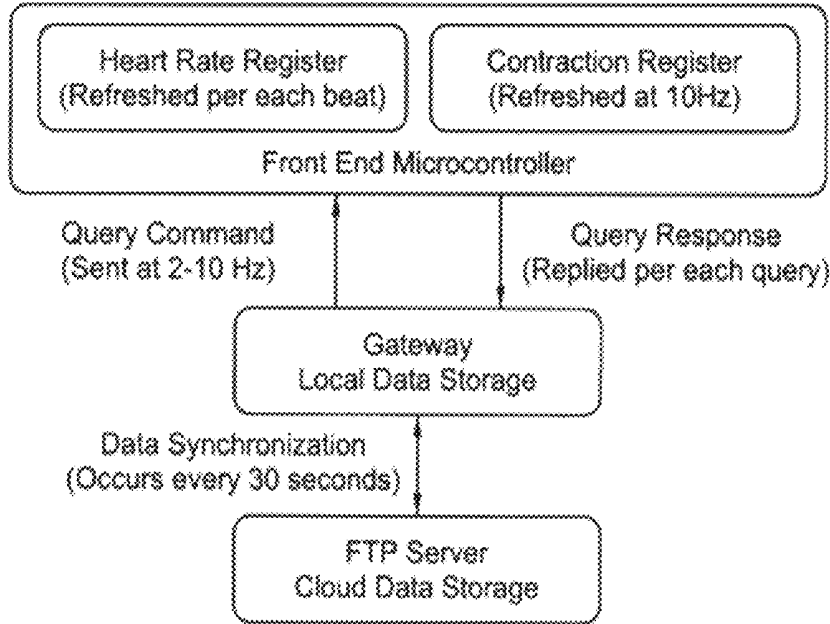 Heart Rate Register
(Refreshed per each beat)
Contraction Register
(Refreshed at 10Hz)
Front End Microcontroller
Query Command
(Sent at 2-10 Hz)
Query Response
(Replied per each query)
Gateway
Local Data Storage
Data Synchronization
(Occurs every 30 seconds)
FTP Server
Cloud Data Storage